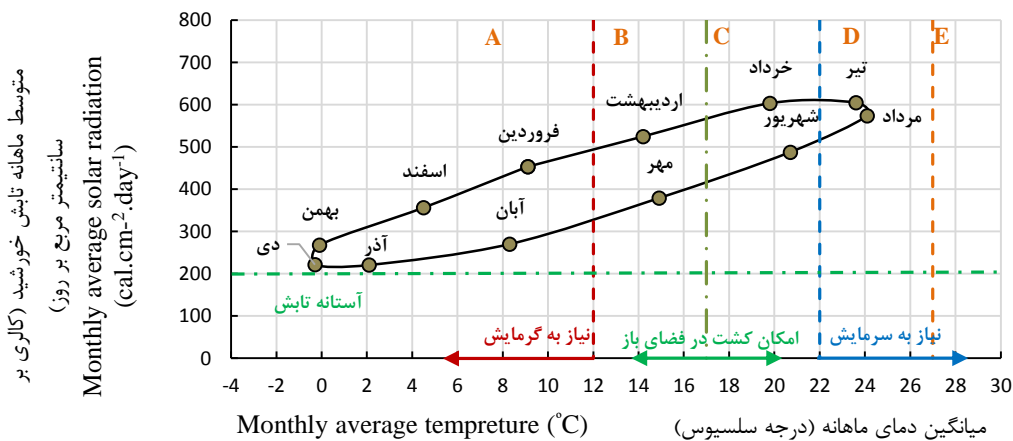 متوسط ماهانه تابش خورشید (کالری بر
سانتیمتر مربع بر روز)
Monthly average solar radiation
(cal.cm-².day-¹)
800
700
600
500
400
300
200
100
0
A
B
C
D
E
خرداد
تیر
اردیبهشت
شهریور
مرداد
فروردین
مهر
اسفند
آبان
بهمن
آذر
دی
آستانه تابش
نیاز به گرمایش
امکان کشت در فضای باز
نیاز به سرمایش
-4 -2 0 2 4 6 8 10 12 14 16 18 20 22 24 26 28 30
Monthly average tempreture (°C)
میانگین دمای ماهانه (درجه سلسیوس)